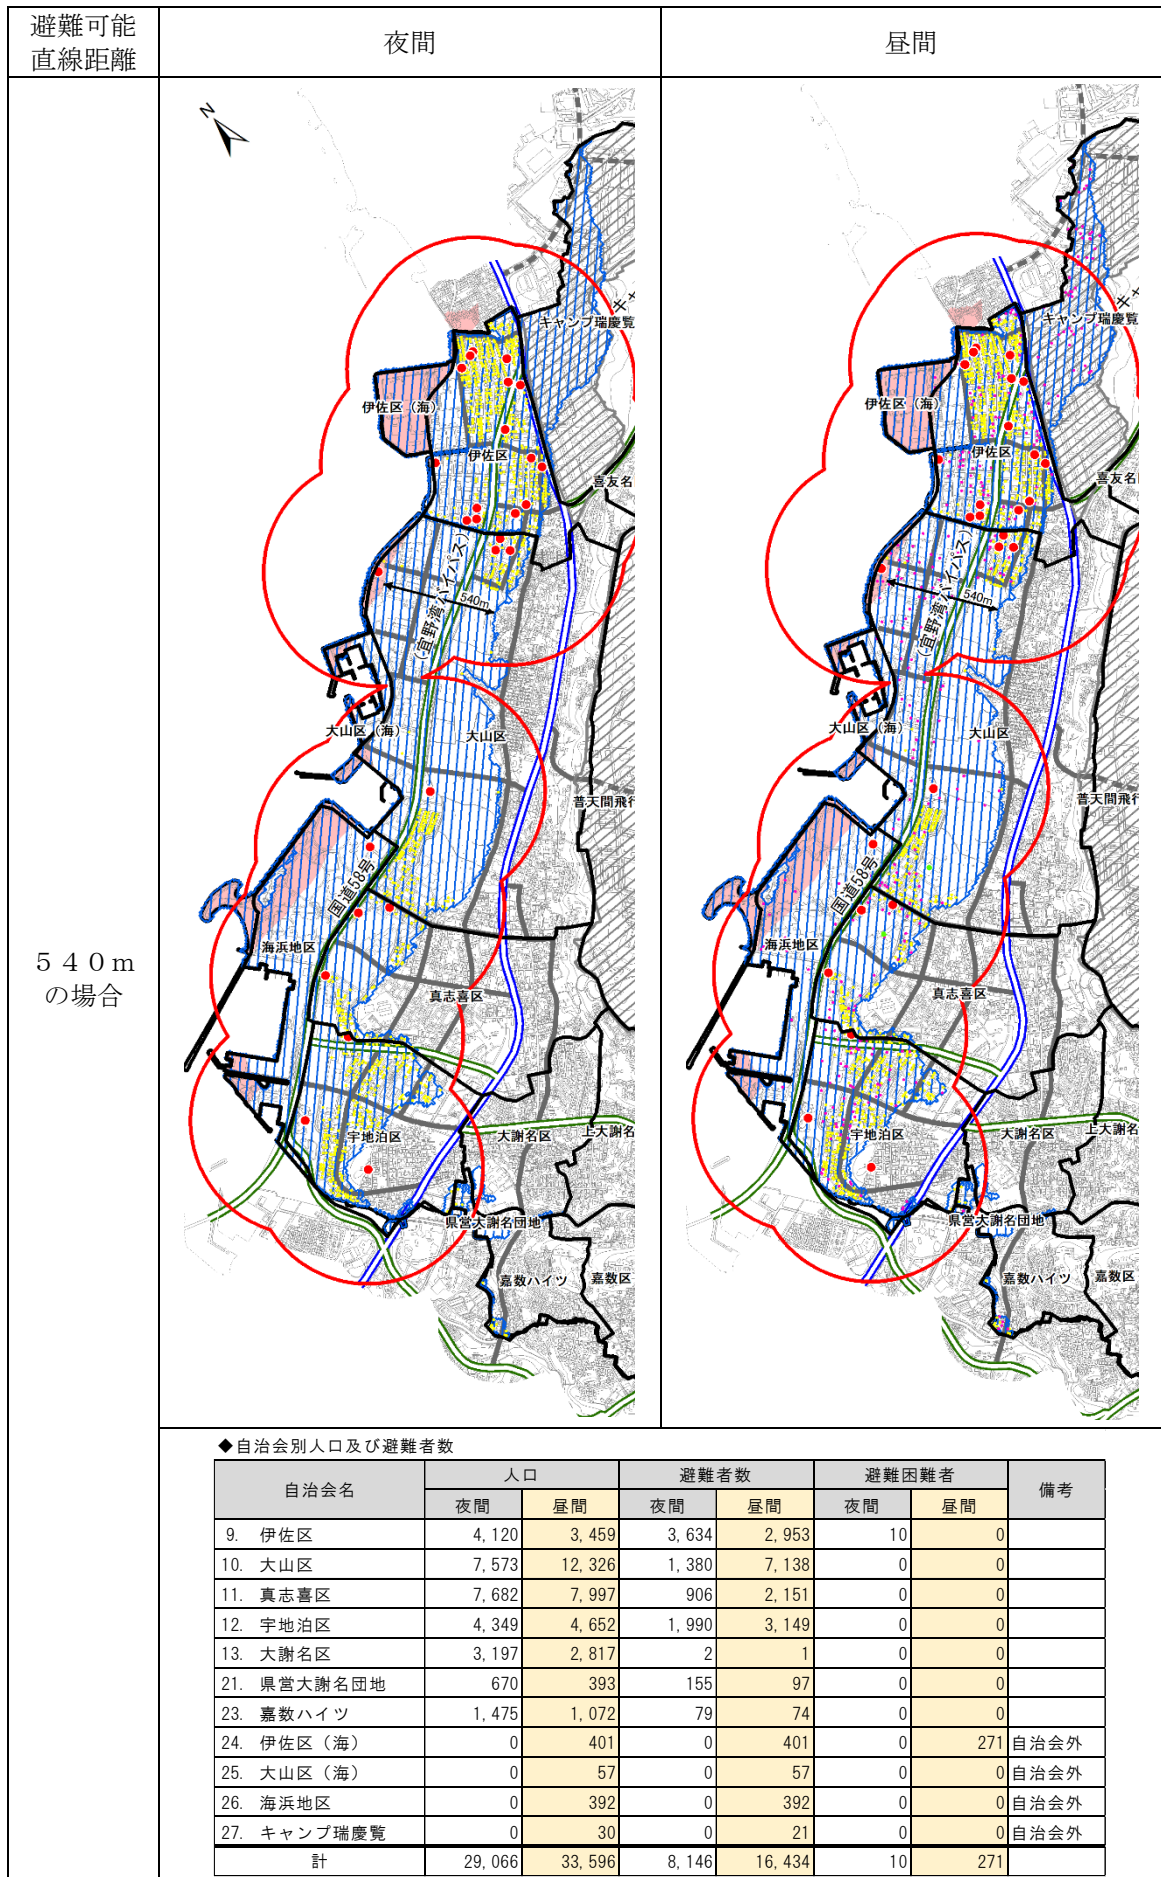 避難可能
直線距離
夜間
昼間
５４０ｍ
の場合
N
キャンプ瑞慶覧
伊佐区（海）
伊佐区
喜友名
（宜野湾バイパス）
540m
大山区（海）
大山区
普天間飛行
国道58号
海浜地区
真志喜区
宇地泊区
大謝名区
上大謝名
県営大謝名団地
嘉数ハイツ
嘉数区
キャンプ瑞慶覧
伊佐区（海）
伊佐区
喜友名
（宜野湾バイパス）
540m
大山区（海）
大山区
普天間飛行
国道58号
海浜地区
真志喜区
宇地泊区
大謝名区
上大謝名
県営大謝名団地
嘉数ハイツ
嘉数区
◆自治会別人口及び避難者数
自治会名 人口 避難者数 避難困難者 備考
夜間 昼間 夜間 昼間 夜間 昼間
9. 伊佐区 4,120 3,459 3,634 2,953 10 0
10. 大山区 7,573 12,326 1,380 7,138 0 0
11. 真志喜区 7,682 7,997 906 2,151 0 0
12. 宇地泊区 4,349 4,652 1,990 3,149 0 0
13. 大謝名区 3,197 2,817 2 1 0 0
21. 県営大謝名団地 670 393 155 97 0 0
23. 嘉数ハイツ 1,475 1,072 79 74 0 0
24. 伊佐区（海） 0 401 0 401 0 271 自治会外
25. 大山区（海） 0 57 0 57 0 0 自治会外
26. 海浜地区 0 392 0 392 0 0 自治会外
27. キャンプ瑞慶覧 0 30 0 21 0 0 自治会外
計 29,066 33,596 8,146 16,434 10 271